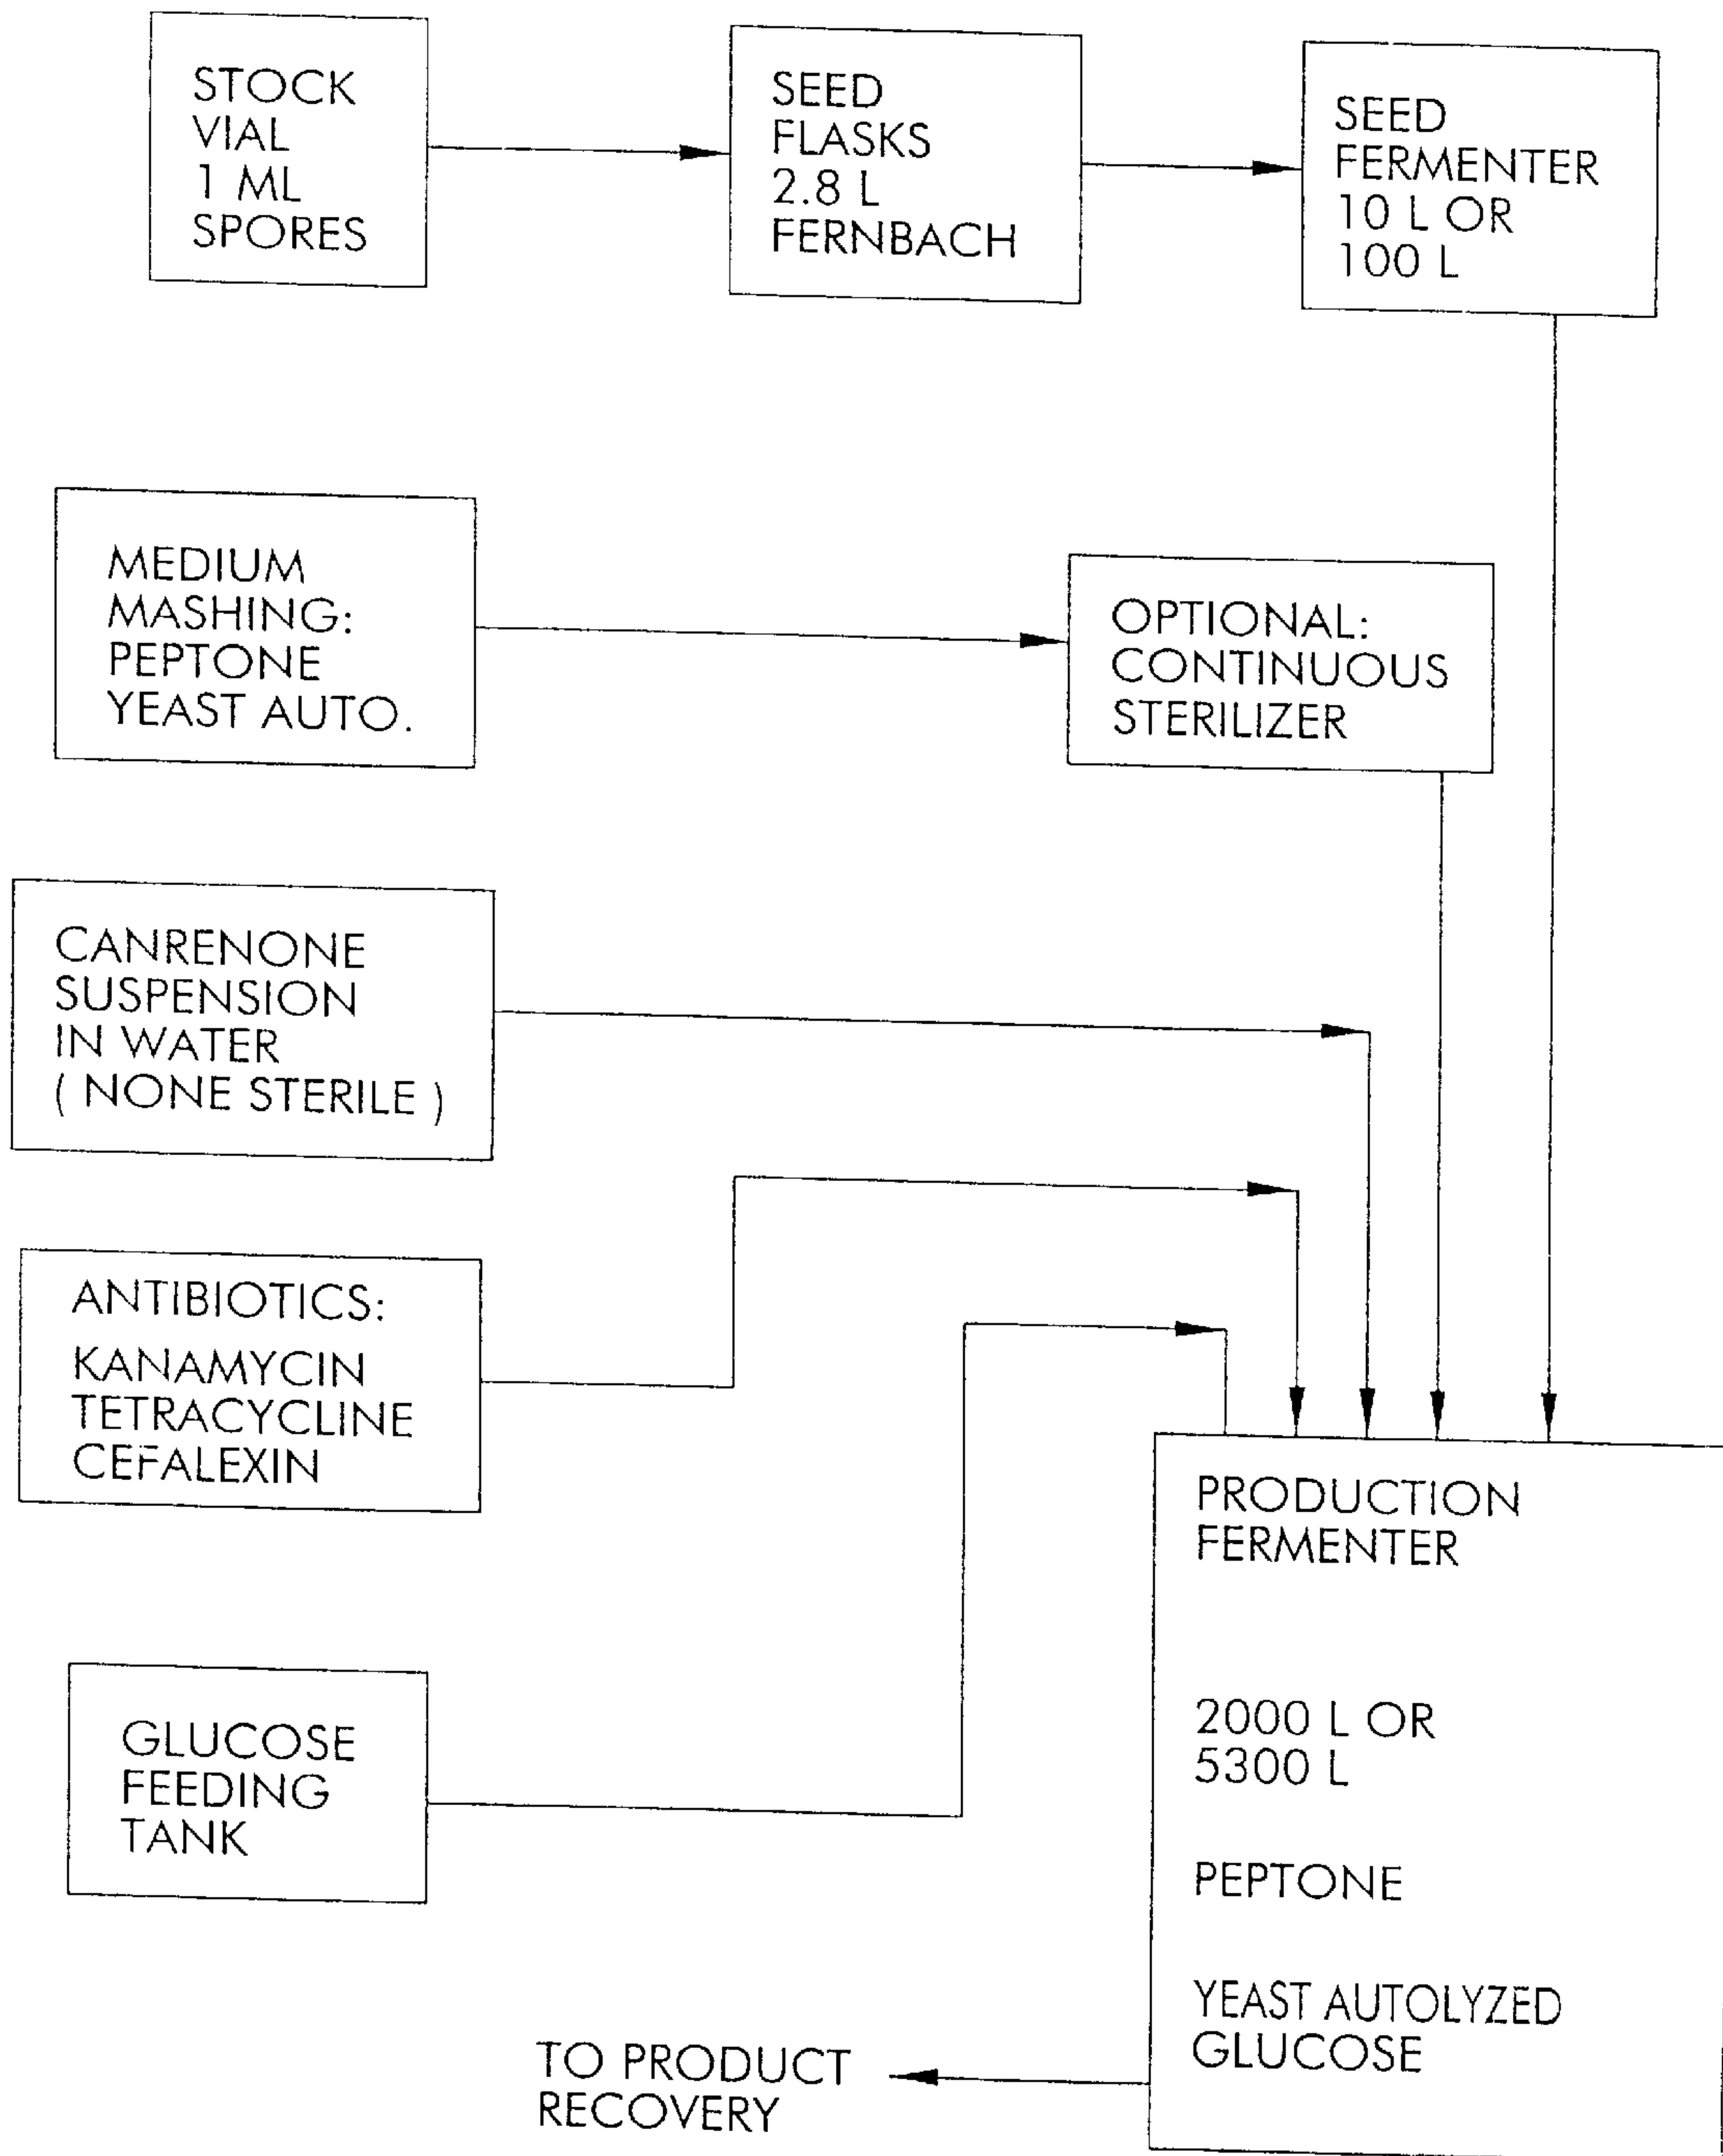 STOCK
VIAL
1 ML
SPORES
SEED
FLASKS
2.8 L
FERNBACH
SEED
FERMENTER
10 L OR
100 L
MEDIUM
MASHING:
PEPTONE
YEAST AUTO.
OPTIONAL:
CONTINUOUS
STERILIZER
CANRENONE
SUSPENSION
IN WATER
( NONE STERILE )
ANTIBIOTICS:
KANAMYCIN
TETRACYCLINE
CEFALEXIN
GLUCOSE
FEEDING
TANK
PRODUCTION
FERMENTER
2000 L OR
5300 L
PEPTONE
YEAST AUTOLYZED
GLUCOSE
TO PRODUCT
RECOVERY